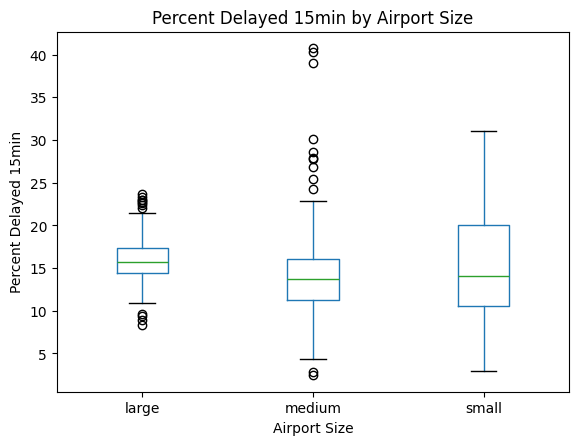 Percent Delayed 15min by Airport Size
Percent Delayed 15min
40
35
30
25
20
15
10
5
large medium small
Airport Size